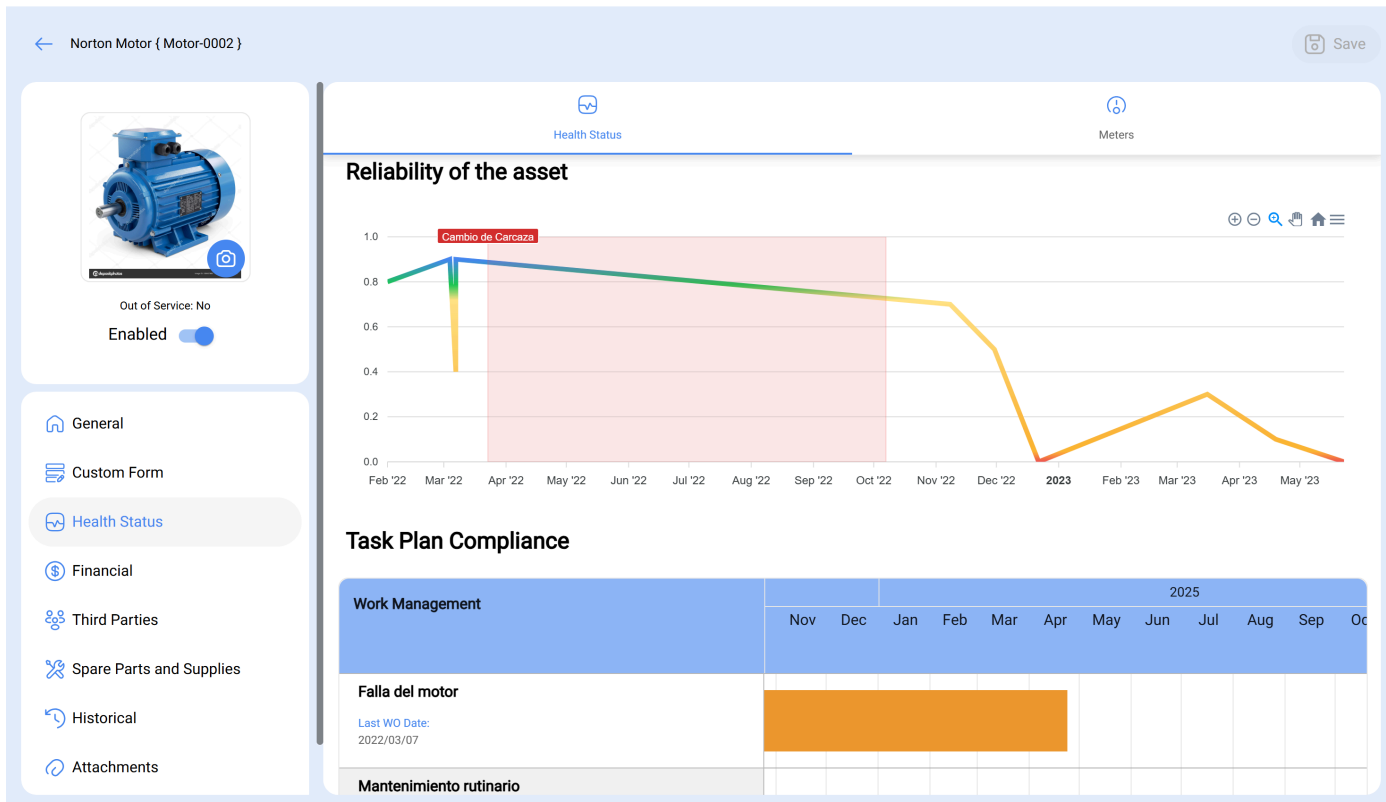 Norton Motor { Motor-0002 }
Save
Out of Service: No
Enabled
General
Custom Form
Health Status
Financial
Third Parties
Spare Parts and Supplies
Historical
Attachments
Health Status
Meters
Reliability of the asset
Cambio de Carcaza
1.0
0.8
0.6
0.4
0.2
0.0
Feb '22 Mar '22 Apr '22 May '22 Jun '22 Jul '22 Aug '22 Sep '22 Oct '22 Nov '22 Dec '22 2023 Feb '23 Mar '23 Apr '23 May '23
Task Plan Compliance
Work Management
2025
Nov Dec Jan Feb Mar Apr May Jun Jul Aug Sep Oc
Falla del motor
Last WO Date:
2022/03/07
Mantenimiento rutinario